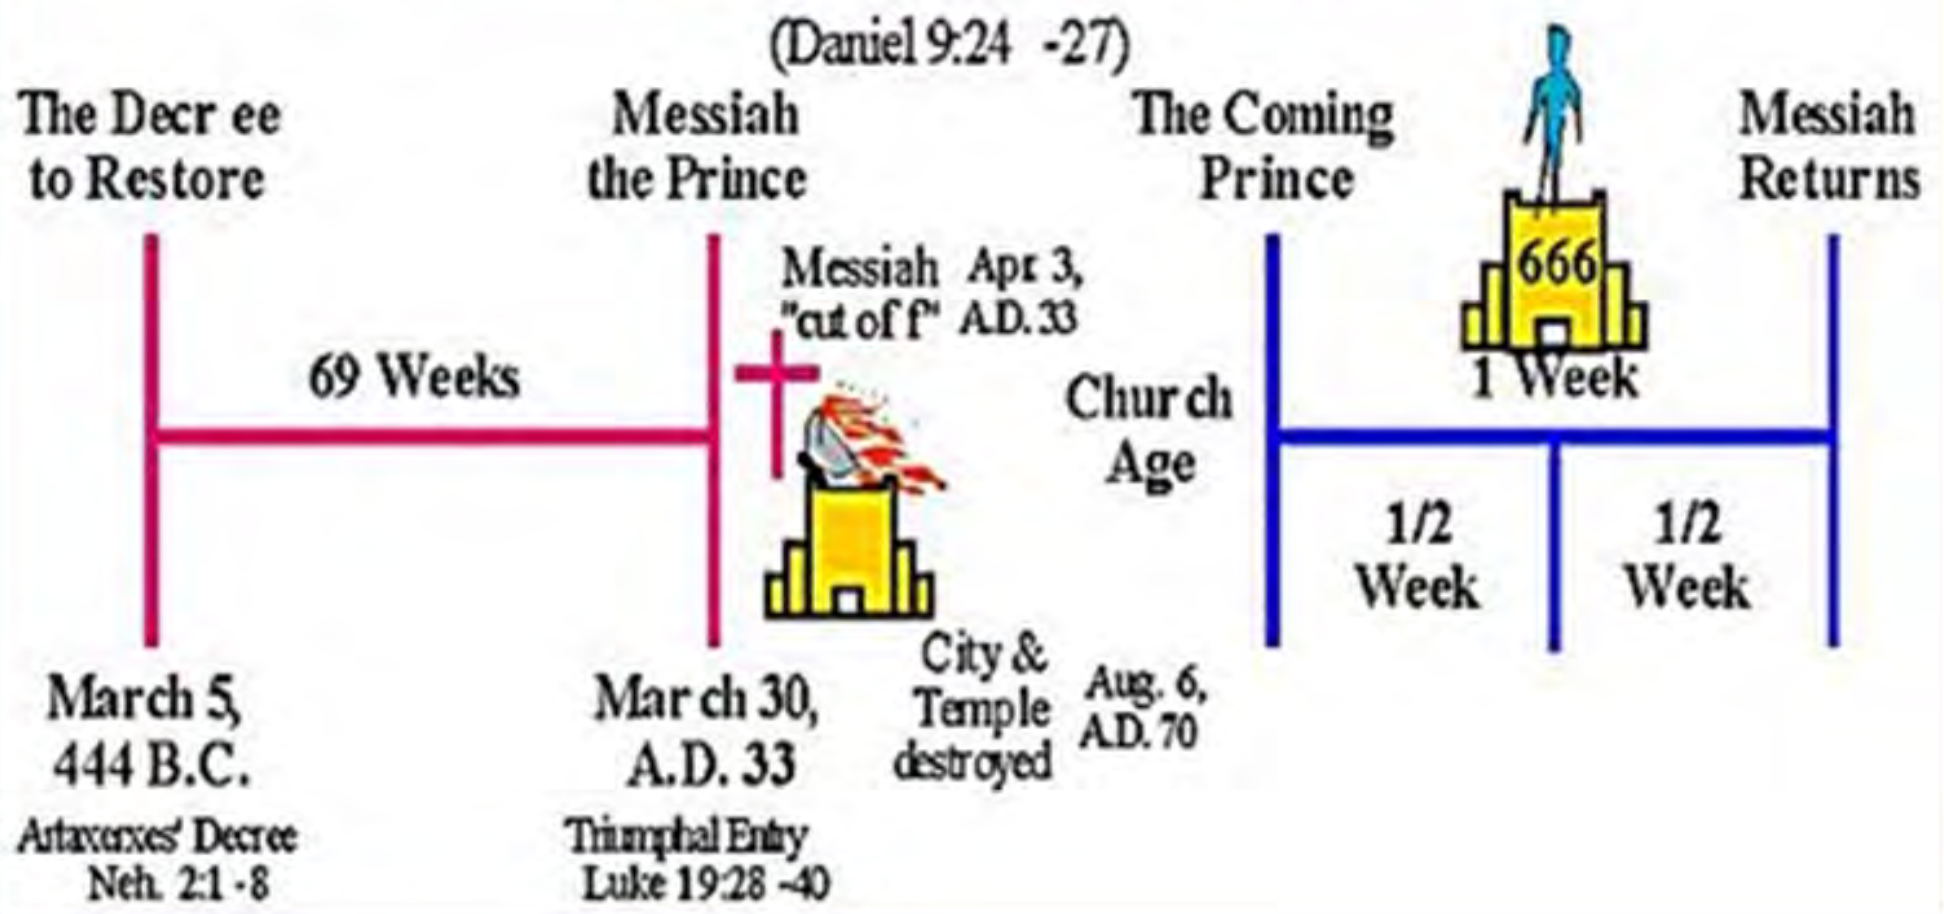 (Daniel 9:24 -27)
The Decr ee
to Restore
Messiah
the Prince
The Coming
Prince
Messiah
Returns
666
Messiah Apr. 3,
"cut of f" A.D. 33
69 Weeks
1 Week
Chur ch
Age
1/2
Week
1/2
Week
March 5,
444 B.C.
Artaxerxes' Decree
Neh. 2:1 -8
Mar ch 30,
A.D. 33
Triumphal Entry
Luke 19:28 -40
City &
Temple
destroyed
Aug. 6,
A.D. 70